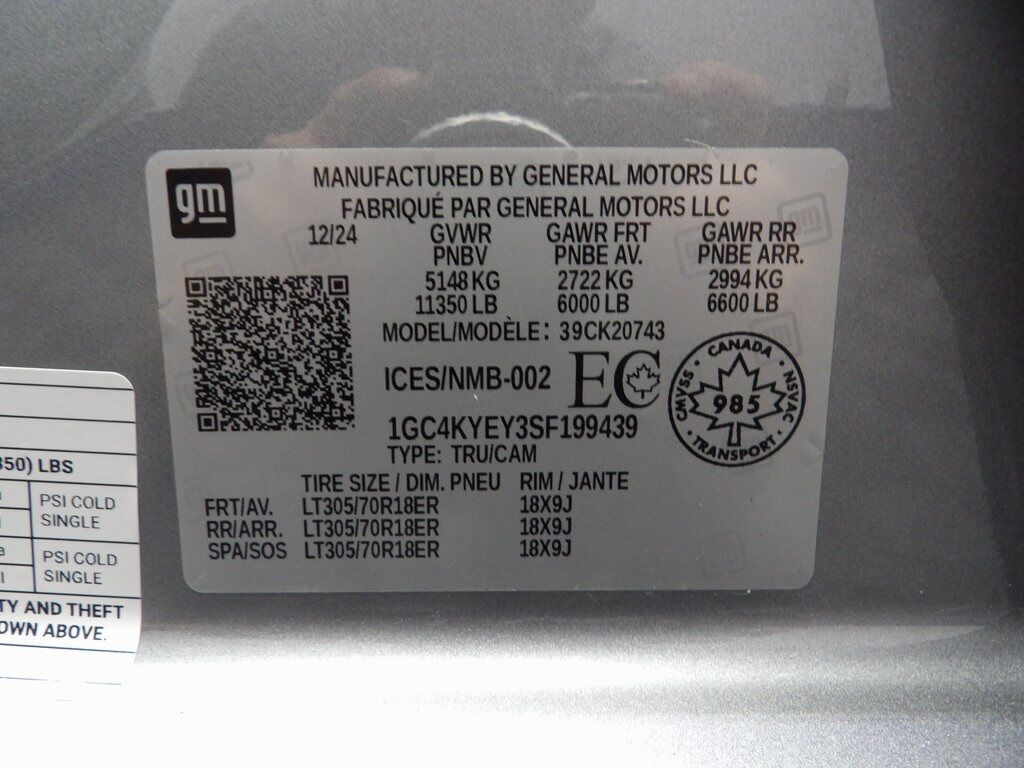 gm
MANUFACTURED BY GENERAL MOTORS LLC
FABRIQUÉ PAR GENERAL MOTORS LLC
12/24 GVWR GAWR FRT GAWR RR
PNBV PNBE AV. PNBE ARR.
5148 KG 2722 KG 2994 KG
11350 LB 6000 LB 6600 LB
MODEL/MODÈLE: 39CK20743
ICES/NMB-002 EC
CANADA
CMVSS 985 NSVAC
TRANSPORT
1GC4KYEY3SF199439
TYPE: TRU/CAM
TIRE SIZE / DIM. PNEU RIM / JANTE
FRT/AV. LT305/70R18ER 18X9J
RR/ARR. LT305/70R18ER 18X9J
SPA/SOS LT305/70R18ER 18X9J
350) LBS
PSI COLD
SINGLE
PSI COLD
SINGLE
TY AND THEFT
OWN ABOVE.